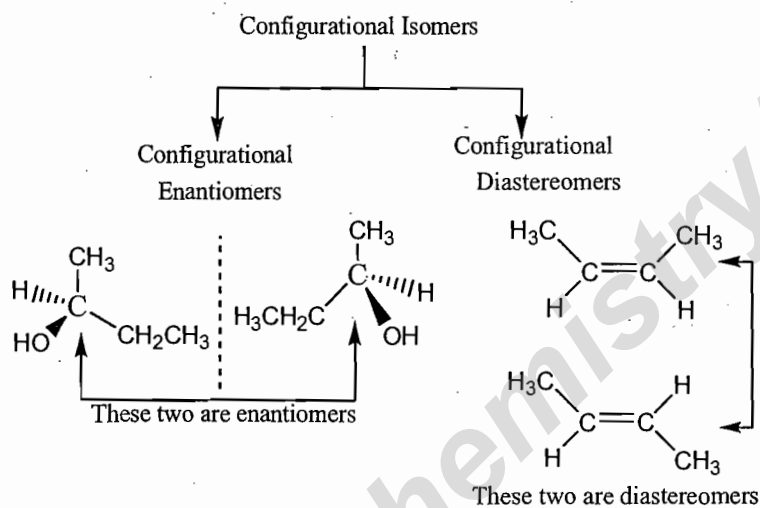 Configurational Isomers
Configurational
Enantiomers
Configurational
Diastereomers
CH3
H
C
HO
CH2CH3
CH3
C
H
H3CH2C
OH
These two are enantiomers
H3C
CH3
C=C
H
H
H3C
H
C=C
H
CH3
These two are diastereomers
hemistry